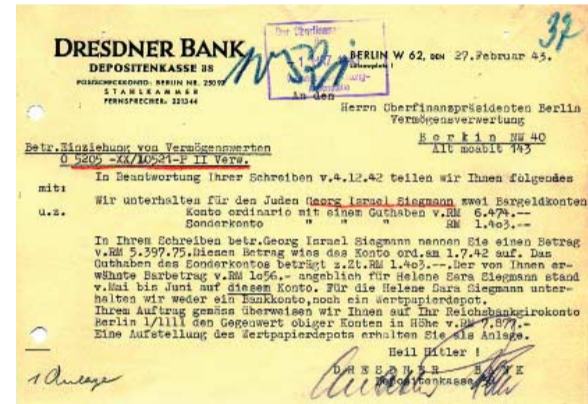 37
DRESDNER BANK
DEPOSITENKASSE 38
POSTSCHECKKONTO: BERLIN NR. 25092
STAHLKAMMER
FERNSPRECHER: 221344
BERLIN W 62, DEN 27.Februar 43.
An den
Herrn Oberfinanzpräsidenten Berlin
Vermögensverwertung
Berkin NW 40
Alt moabit 143
Betr.Einziehung von Vermögenswerten
O 5205 -XX/10521-P II Verw.
In Beantwortung Ihrer Schreiben v.4.12.42 teilen wir Ihnen folgendes
mit:
Wir unterhalten für den Juden Georg Israel Siegmann zwei Bargeldkonten
u.z. Konto ordinario mit einem Guthaben v.RM 6.474.--
Sonderkonto " " " RM 1.4o3.--
In Ihrem Schreiben betr.Georg Israel Siegmann nennen Sie einen Betrag
v.RM 5.397.75.Diesen Betrag wies das Konto ord.am 1.7.42 auf. Das
Guthaben des Sonderkontos beträgt z.Zt.RM 1.4o3.--.Der von Ihnen er-
wähnte Barbetrag v.RM 1o56.- angeblich für Helene Sara Siegmann stand
v.Mai bis Juni auf diesem Konto. Für die Helene Sara Siegmann unter-
halten wir weder ein Bankkonto,noch ein Wertpapierdepot.
Ihrem Auftrag gemäss überweisen wir Ihnen auf Ihr Reichsbankgirokonto
Berlin 1/1111 den Gegenwert obiger Konten in Höhe v.RM 7.877.-
Eine Aufstellung des Wertpapierdepots erhalten Sie als Anlage.
Heil Hitler !
DRESDNER BANK
Depositenkasse
1 Anlage